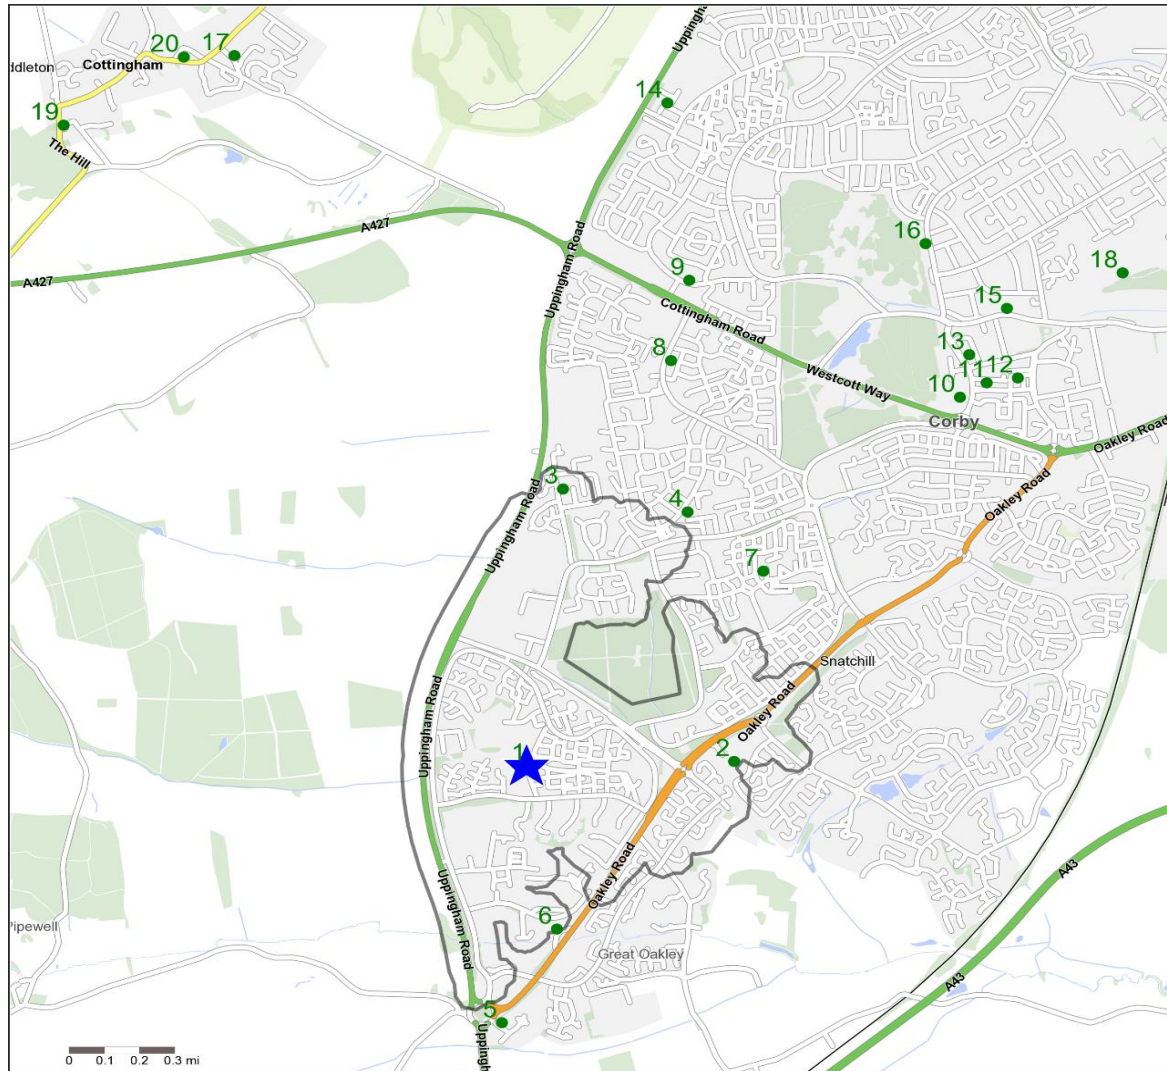 Uppingh
20
17
Cottingham
ddleton
14
19
The Hill
A427
16
Uppingham Road
9
18
A427
Cottingham Road
15
8
13
11
12
Westcott Way
10
Corby
Oakley Road
3
Uppingham Road
4
Oakley Road
7
Snatchill
Uppingham Road
Oakley Road
1
2
Oakley Road
A43
Uppingham Road
6
Pipewell
Great Oakley
A43
5
Upping
0 0.1 0.2 0.3 mi